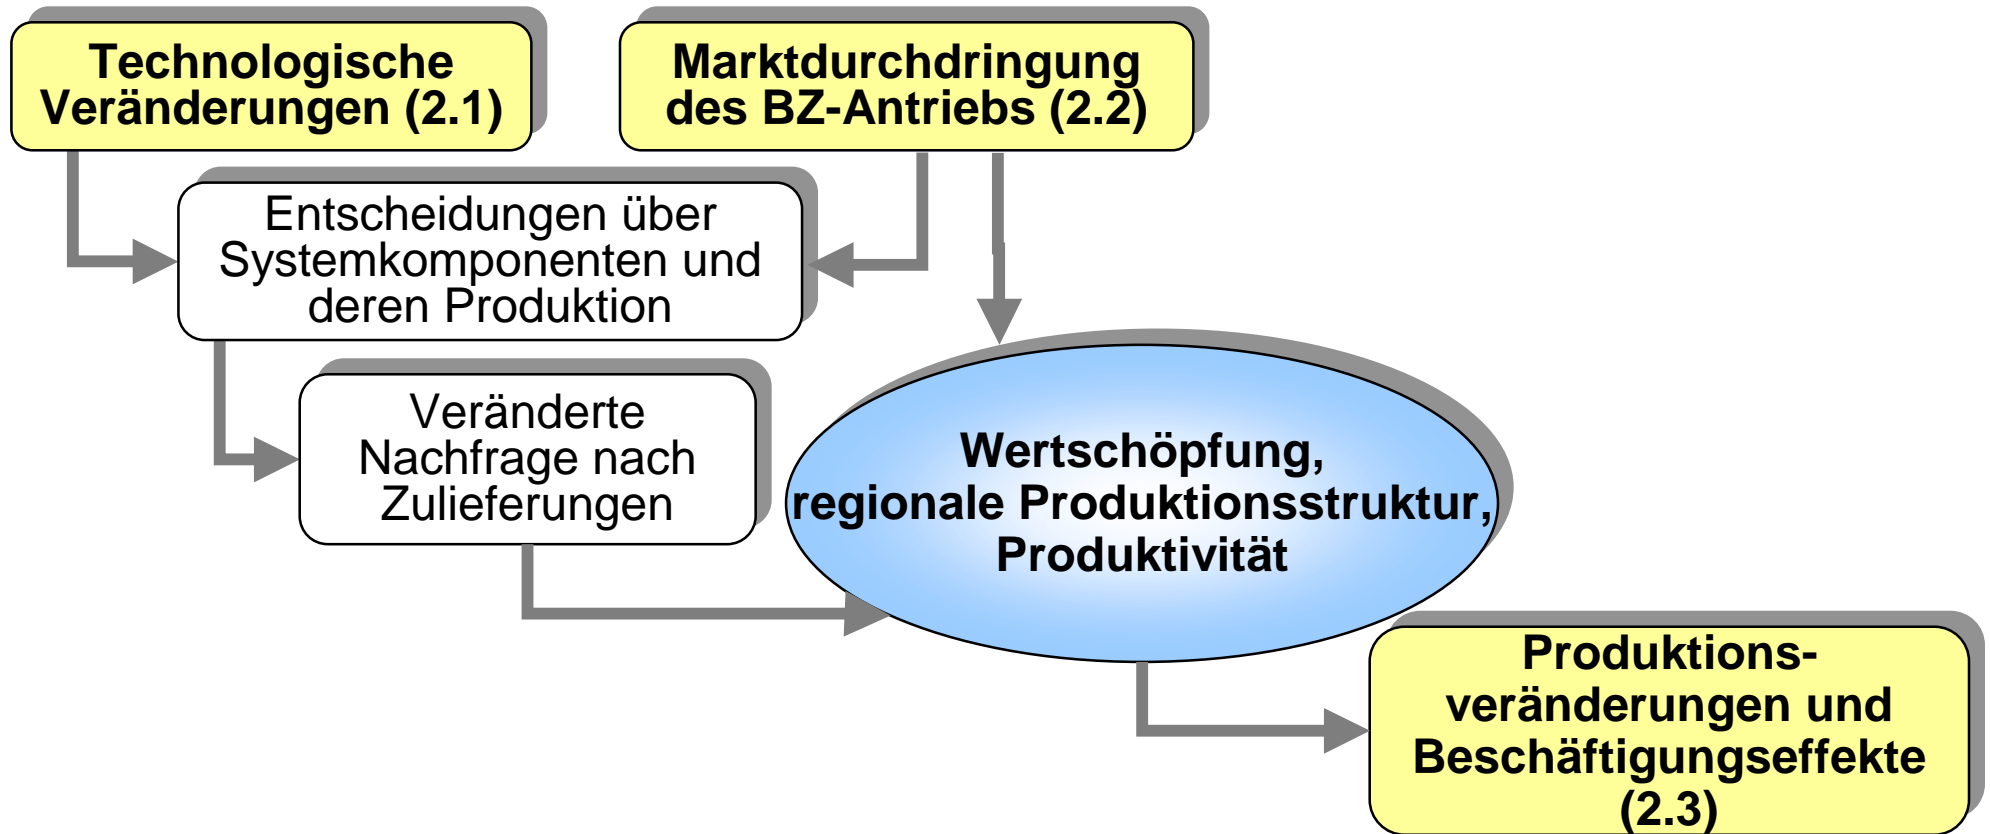 Technologische
Veränderungen (2.1)
Marktdurchdringung
des BZ-Antriebs (2.2)
Entscheidungen über
Systemkomponenten und
deren Produktion
Veränderte
Nachfrage nach
Zulieferungen
Wertschöpfung,
regionale Produktionsstruktur,
Produktivität
Produktions-
veränderungen und
Beschäftigungseffekte
(2.3)